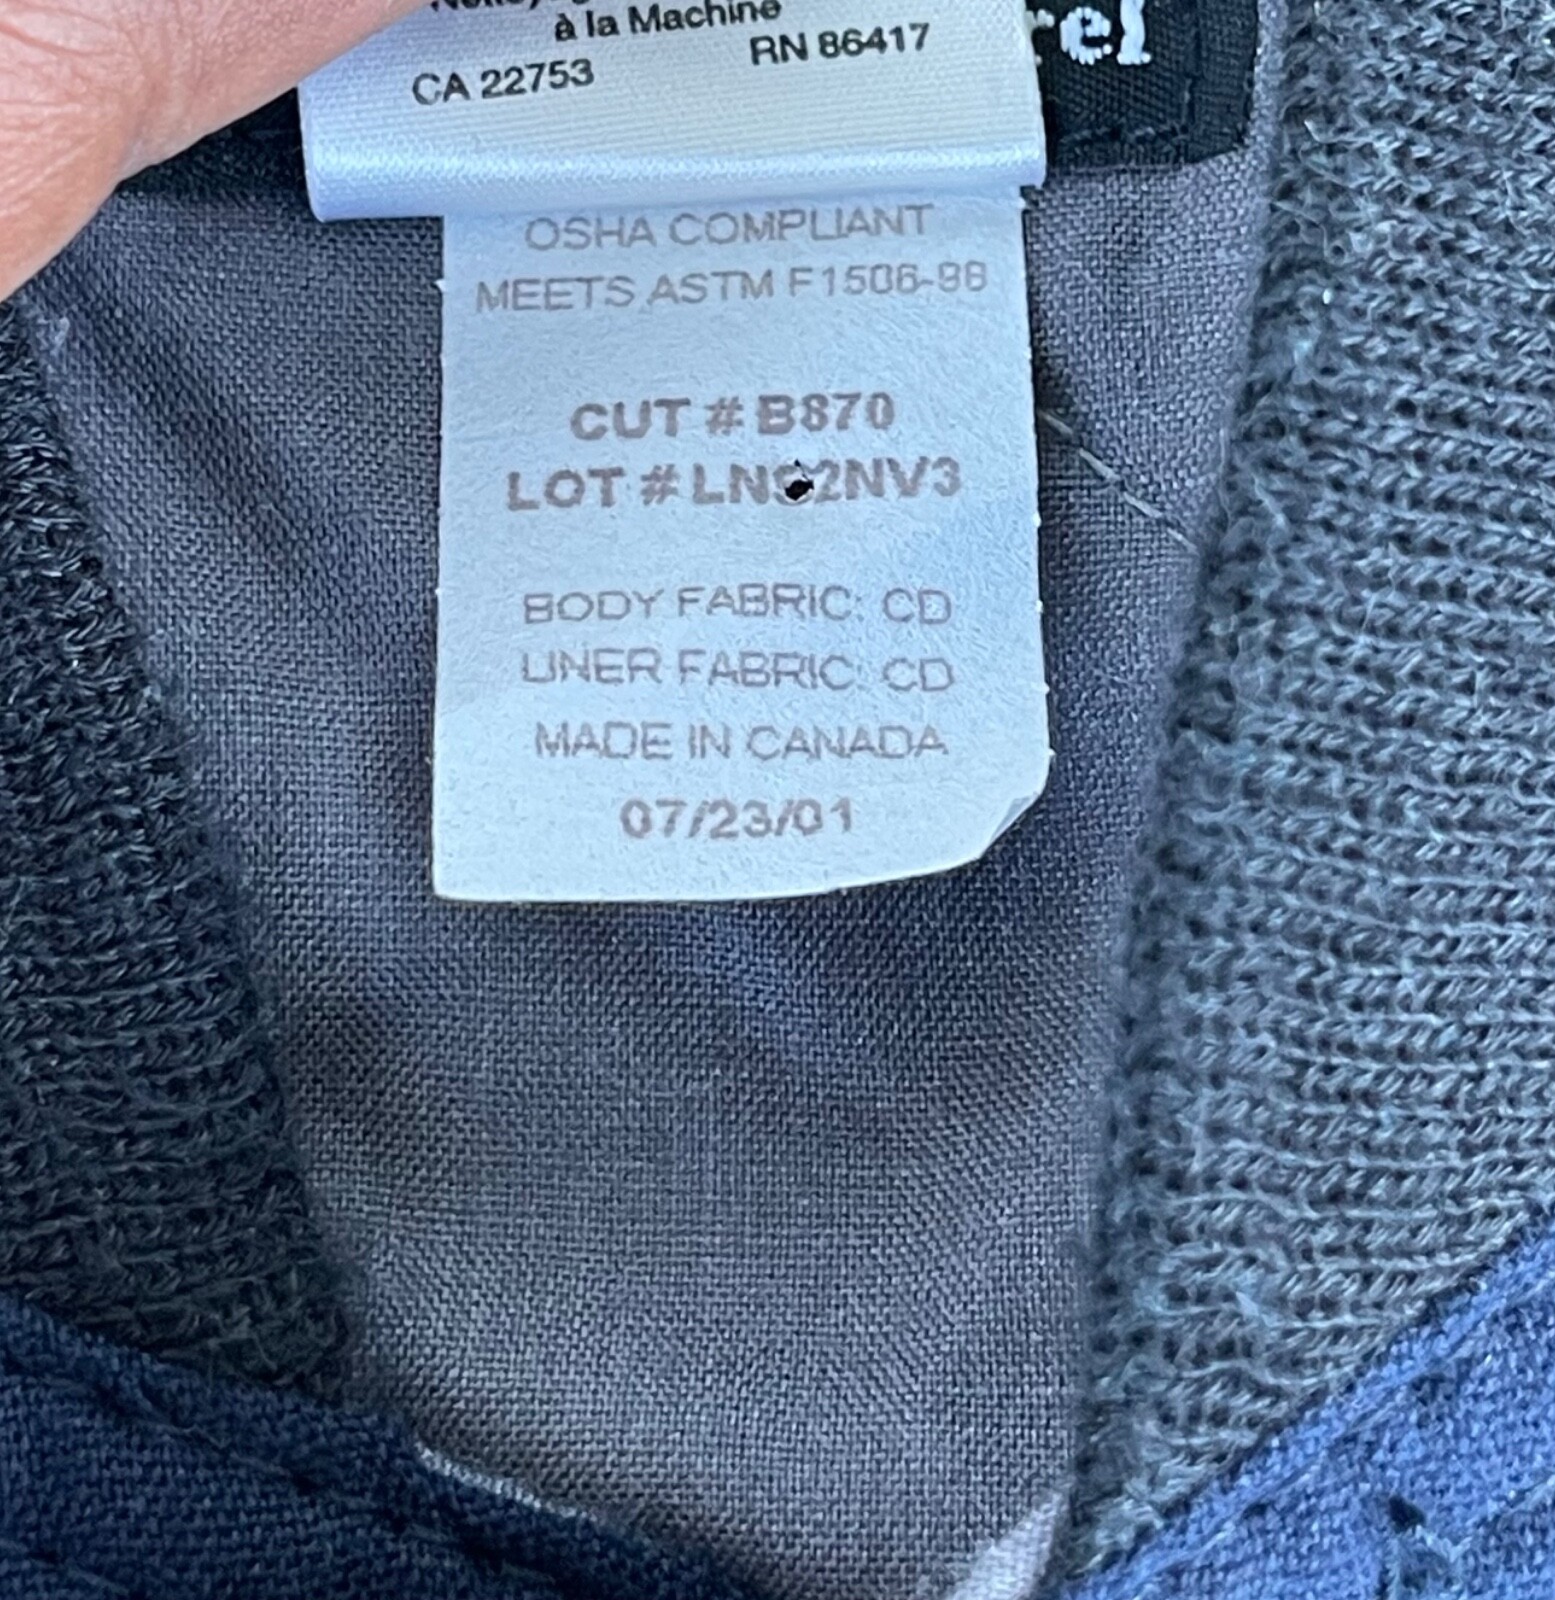 à la Machine
CA 22753 RN 86417
OSHA COMPLIANT
MEETS ASTM F1506-98
CUT # B870
LOT #
BODY FABRIC: CD
LINER FABRIC: CD
MADE IN CANADA
07/23/01